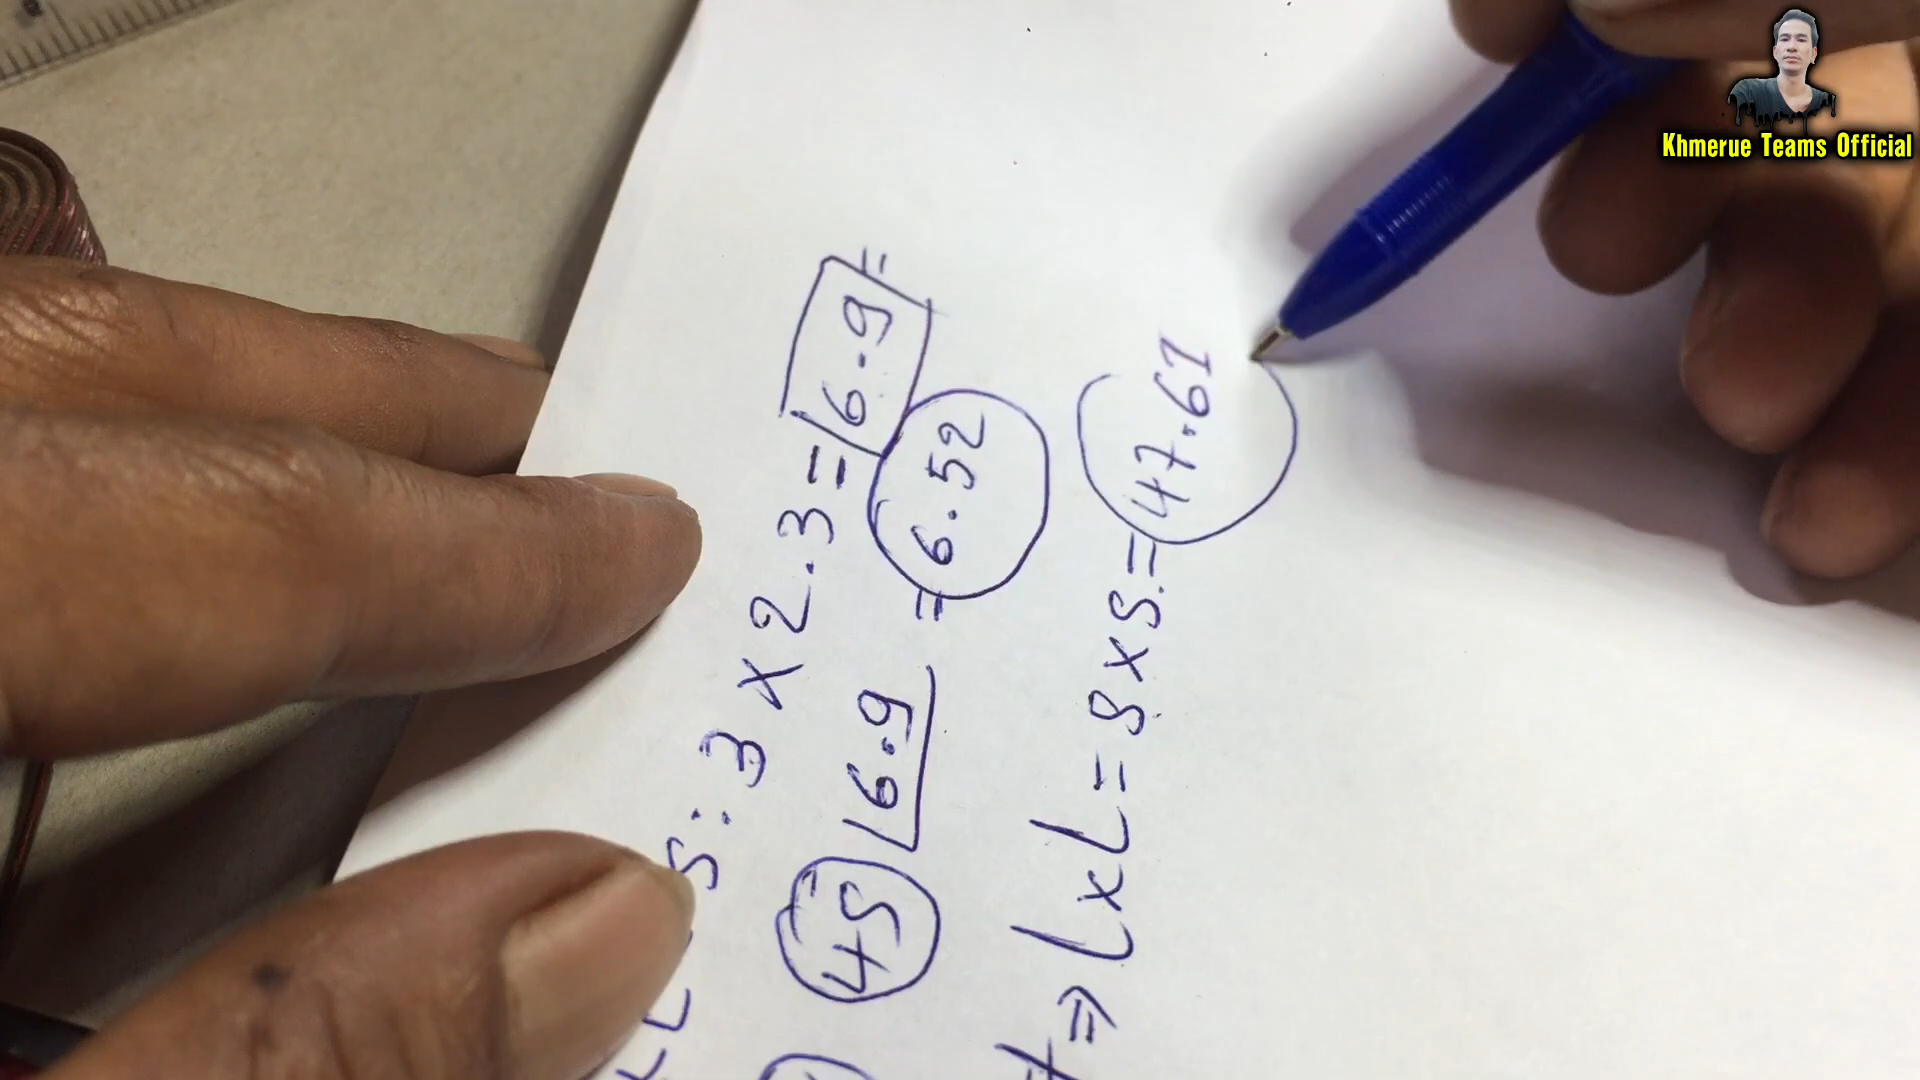 Khmerue Teams Official
S: 3 x 2.3 = 6.9 =
45 6.9 = 6.52
⇒ L x L = 8 x S. = 47.61